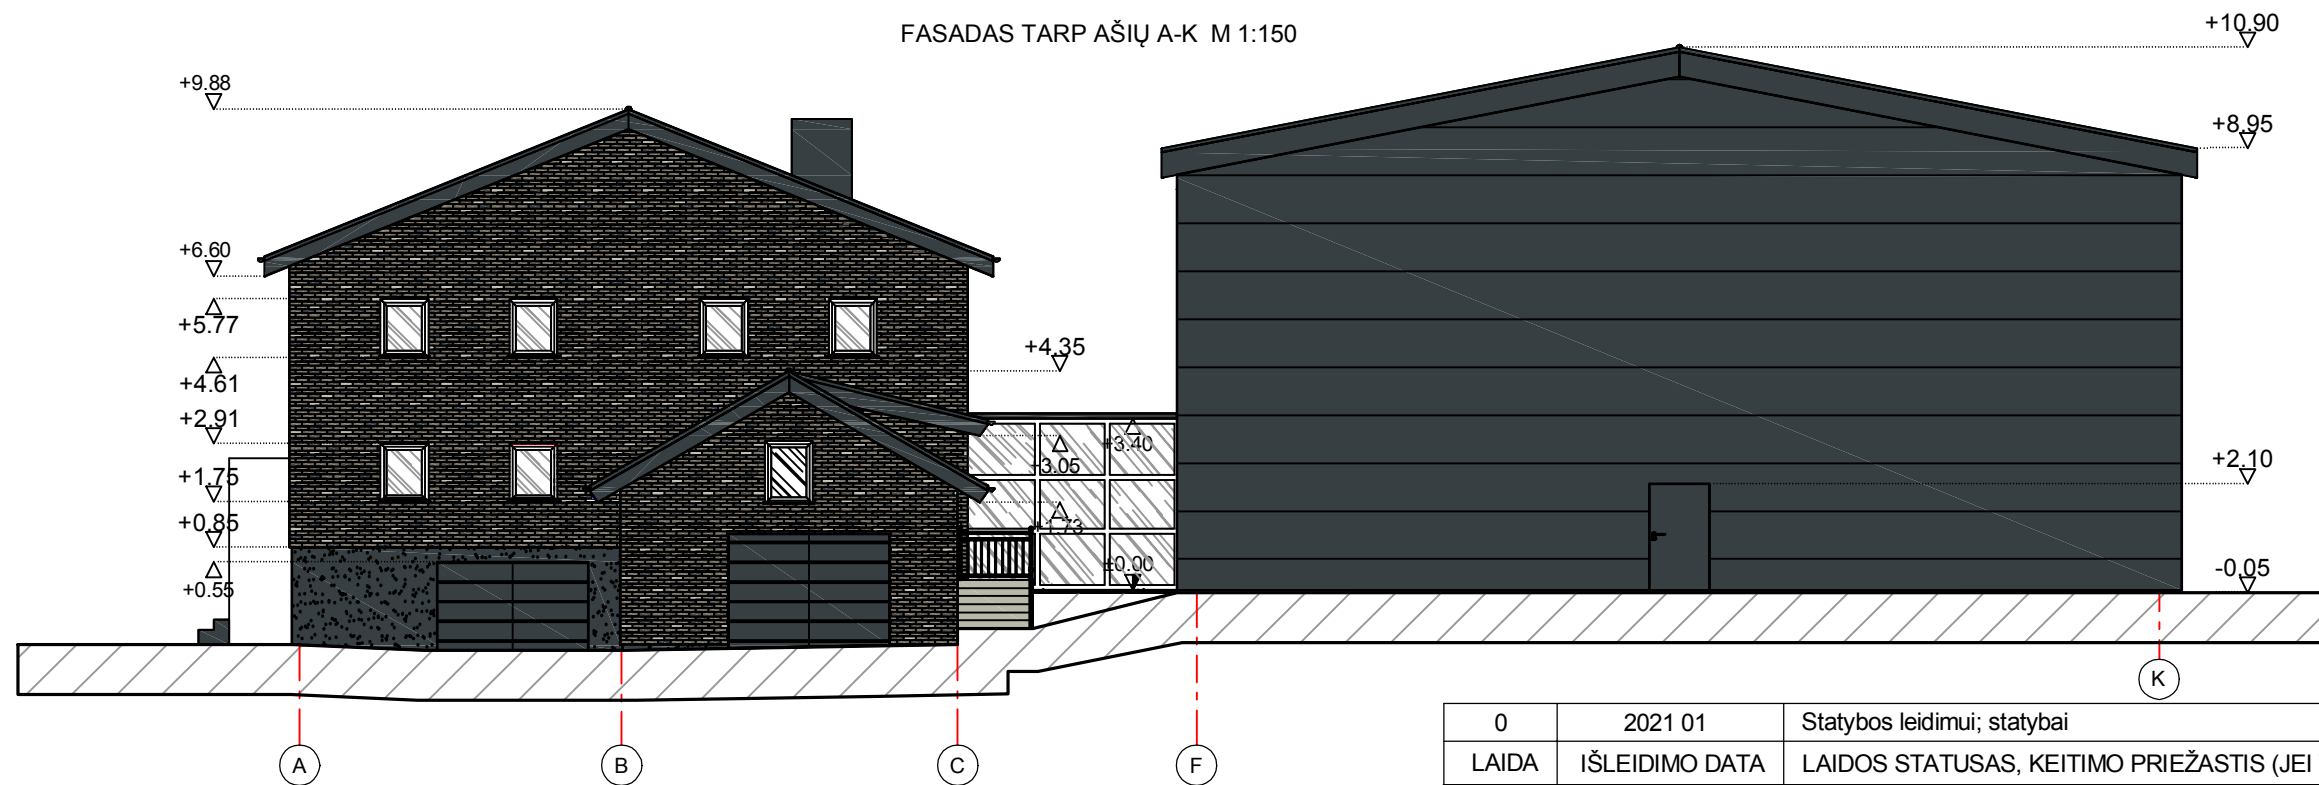 FASADAS TARP AŠIŲ A-K M 1:150
+10.90
+9.88
+8.95
+6.60
+5.77
+4.35
+4.61
+2.91
+3.40
+3.05
+2.10
+1.75
+0.85
+1.73
±0.00
-0.05
+0.55
K
A
B
C
F
0 2021 01 Statybos leidimui; statybai
LAIDA IŠLEIDIMO DATA LAIDOS STATUSAS, KEITIMO PRIEŽASTIS (JEI